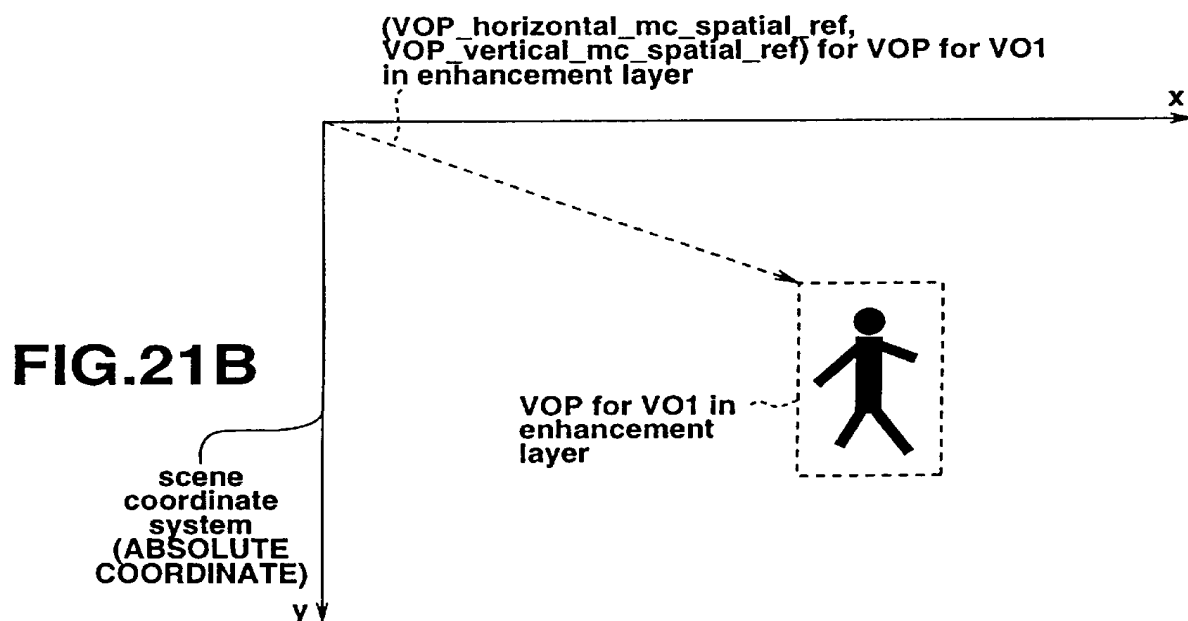 (VOP_horizontal_mc_spatial_ref,
VOP_vertical_mc_spatial_ref) for VOP for VO1
in enhancement layer
x
FIG.21B
VOP for VO1 in
enhancement
layer
scene
coordinate
system
(ABSOLUTE
COORDINATE)
y